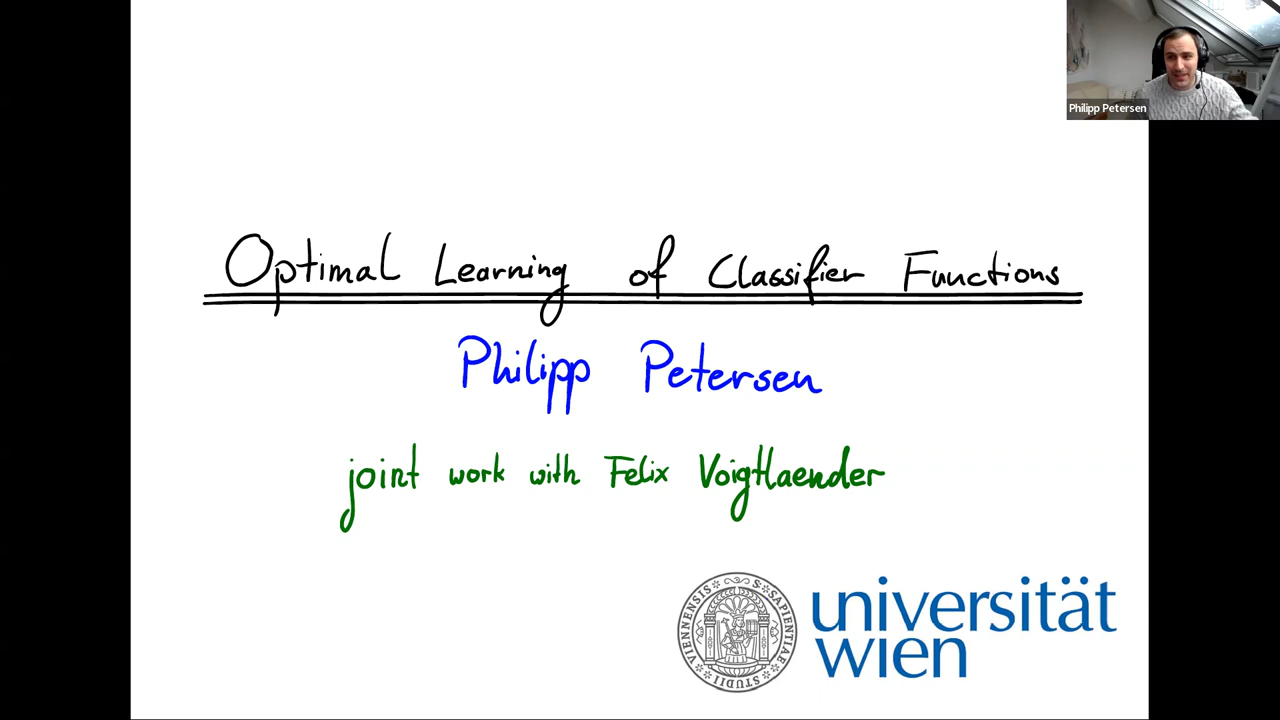 Philipp Petersen
Optimal Learning of Classifier Functions
Philipp Petersen
joint work with Felix Voigtlaender
universität
wien